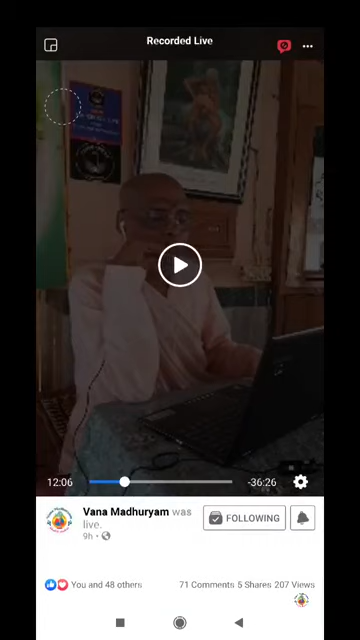 Recorded Live
12:06
-36:26
Vana Madhuryam was
live.
9h
FOLLOWING
You and 48 others
71 Comments 5 Shares 207 Views